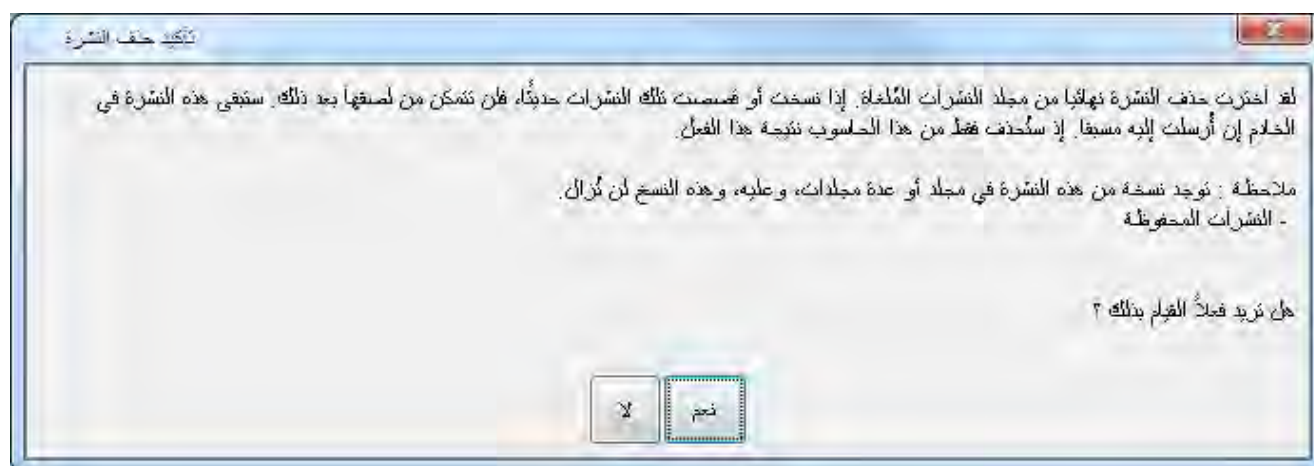 تأكيد حذف النشرة
لقد اخترت حذف النشرة نهائيا من مجلد النشرات المُلغاة. إذا نسخت أو قصصت تلك النشرات حديثًا، فلن تتمكن من لصقها بعد ذلك. ستبقى هذه النشرة في
الخادم إن أُرسلت إليه مسبقا. إذ ستُحذف فقط من هذا الحاسوب نتيجة هذا الفعل.
ملاحظة : توجد نسخة من هذه النشرة في مجلد أو عدة مجلدات، وعليه، وهذه النسخ لن تُزال.
- النشرات المحفوظة
هل تريد فعلاً القيام بذلك ؟
نعم
لا